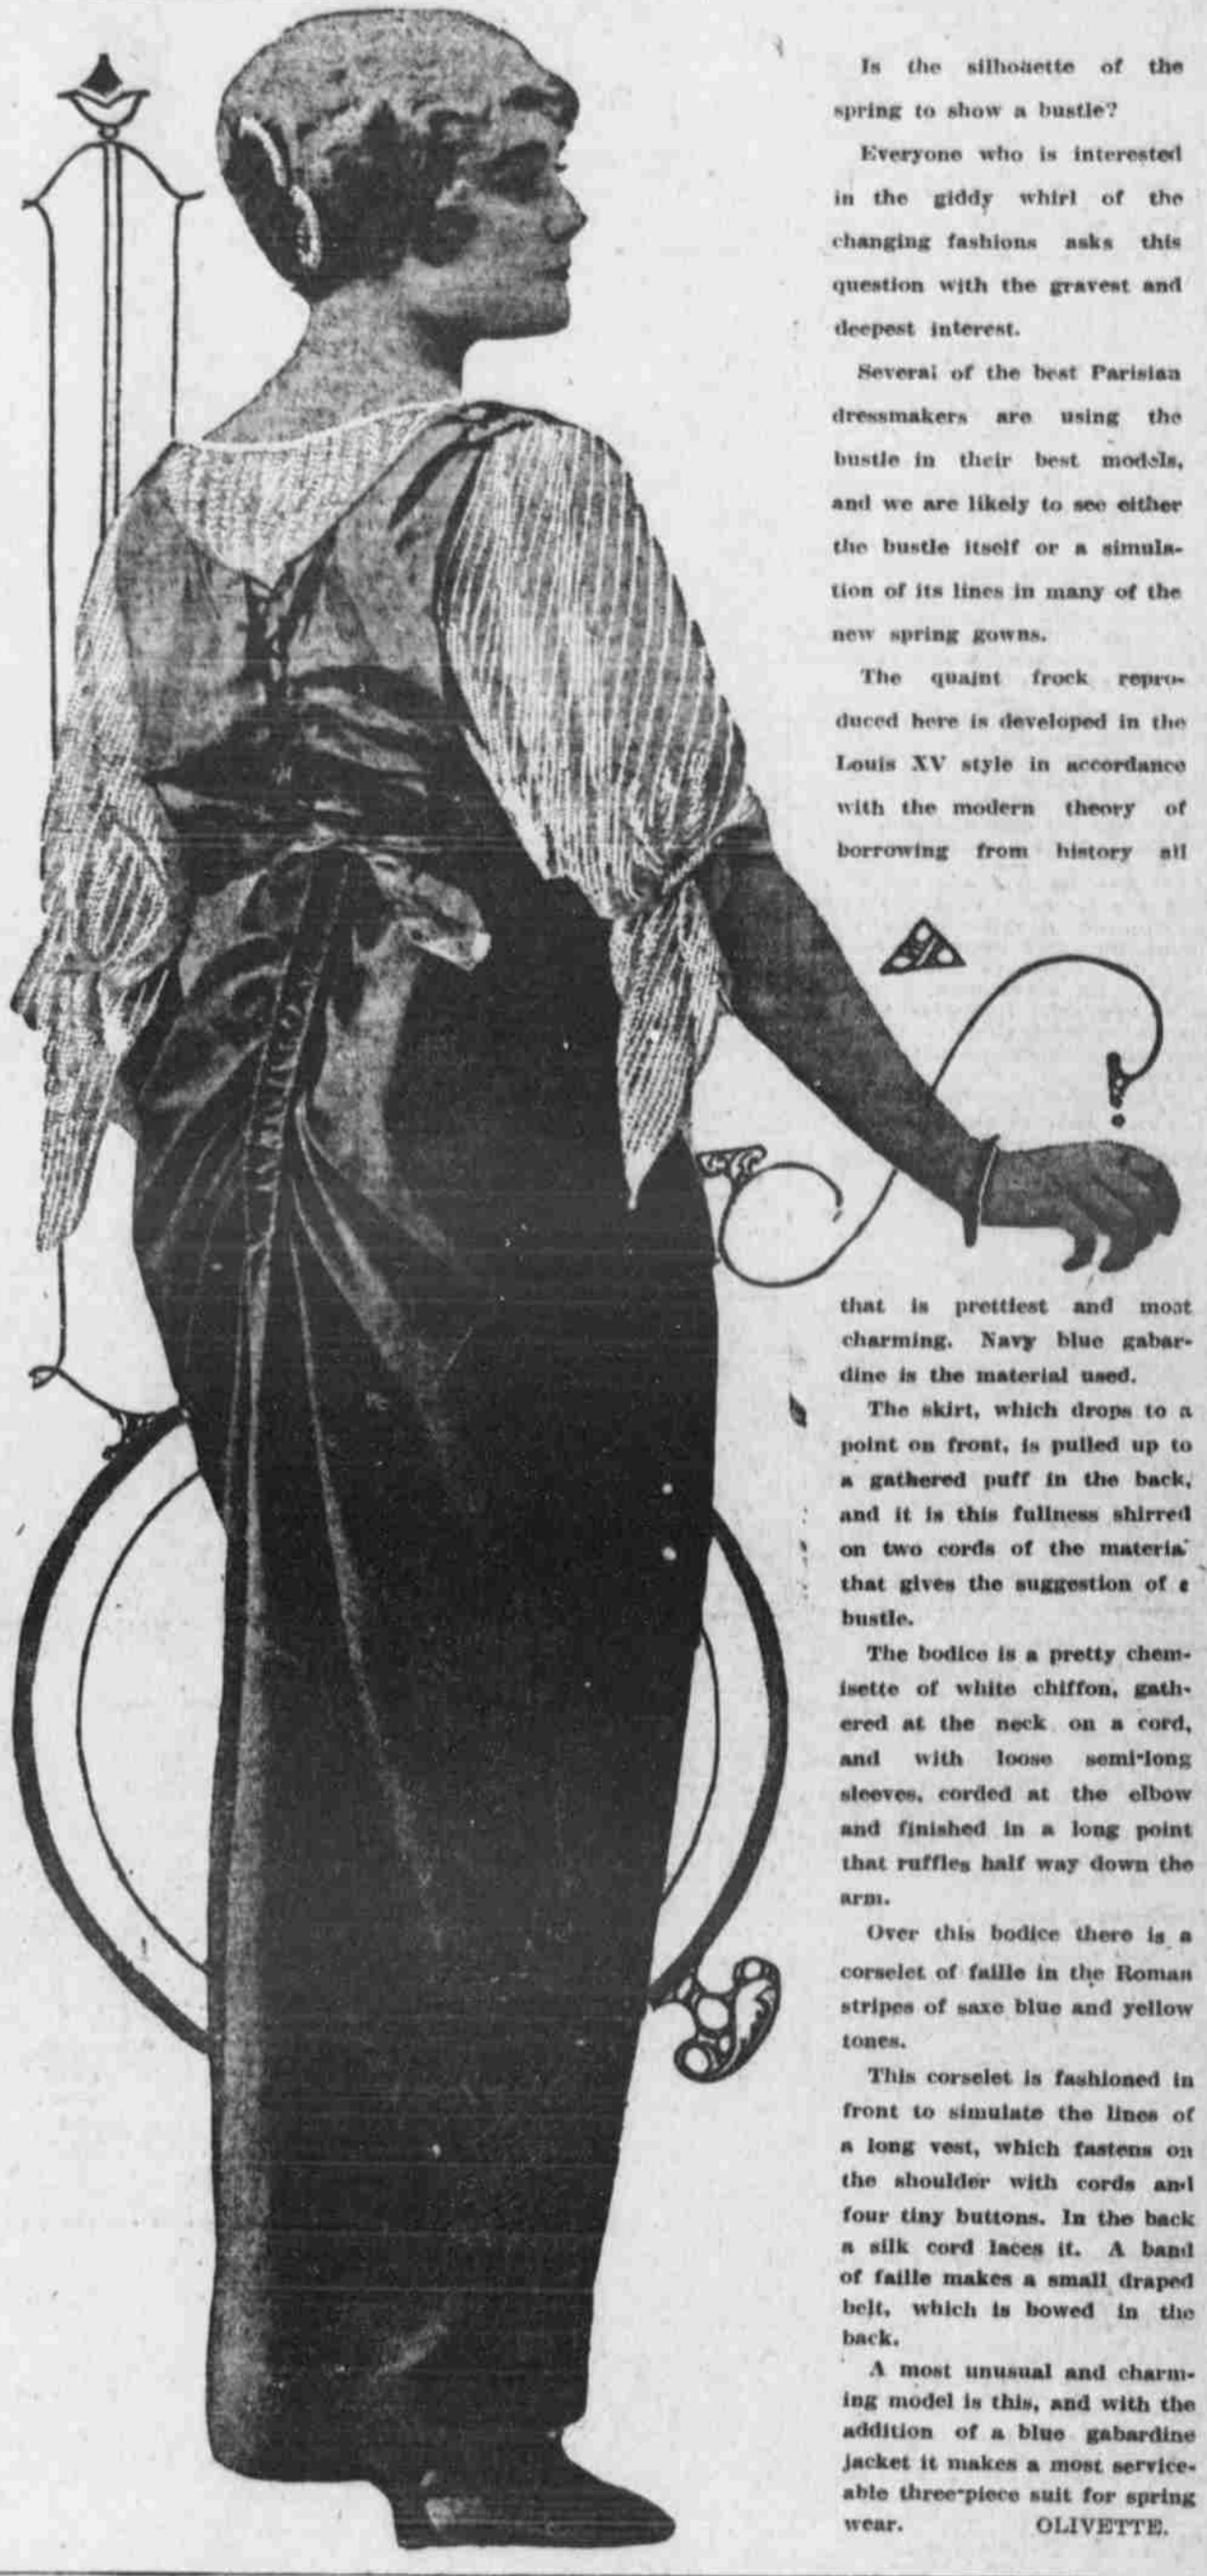 Is the silhouette of the
spring to show a bustle?
Everyone who is interested
in the giddy whirl of the
changing fashions asks this
question with the gravest and
deepest interest.
Several of the best Parisian
dressmakers are using the
bustle in their best models,
and we are likely to see either
the bustle itself or a simula-
tion of its lines in many of the
new spring gowns.
The quaint frock repro-
duced here is developed in the
Louis XV style in accordance
with the modern theory of
borrowing from history all
that is prettiest and most
charming. Navy blue gabar-
dine is the material used.
The skirt, which drops to a
point on front, is pulled up to
a gathered puff in the back,
and it is this fullness shirred
on two cords of the materia
that gives the suggestion of
bustle.
The bodice is a pretty chem-
isette of white chiffon, gath-
ered at the neck on a cord,
and with loose semi-long
sleeves, corded at the elbow
and finished in a long point
that ruffles half way down the
arm.
Over this bodice there is a
corselet of faille in the Roman
stripes of saxe blue and yellow
tones.
This corselet is fashioned in
front to simulate the lines of
a long vest, which fastens on
the shoulder with cords and
four tiny buttons. In the back
a silk cord laces it. A band
of faille makes a small draped
belt, which is bowed in the
back.
A most unusual and charm-
ing model is this, and with the
addition of a blue gabardine
jacket it makes a most service-
able three-piece suit for spring
wear. OLIVETTE.